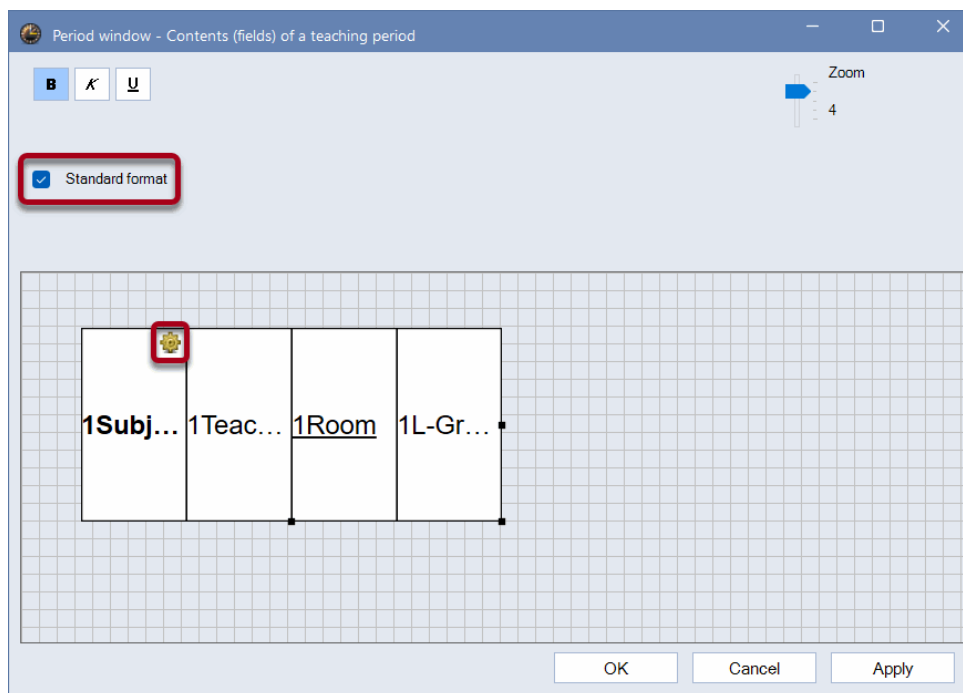 Period window - Contents (fields) of a teaching period
B K U
Zoom
4
Standard format
1Subj... 1Teac... 1Room 1L-Gr...
OK Cancel Apply